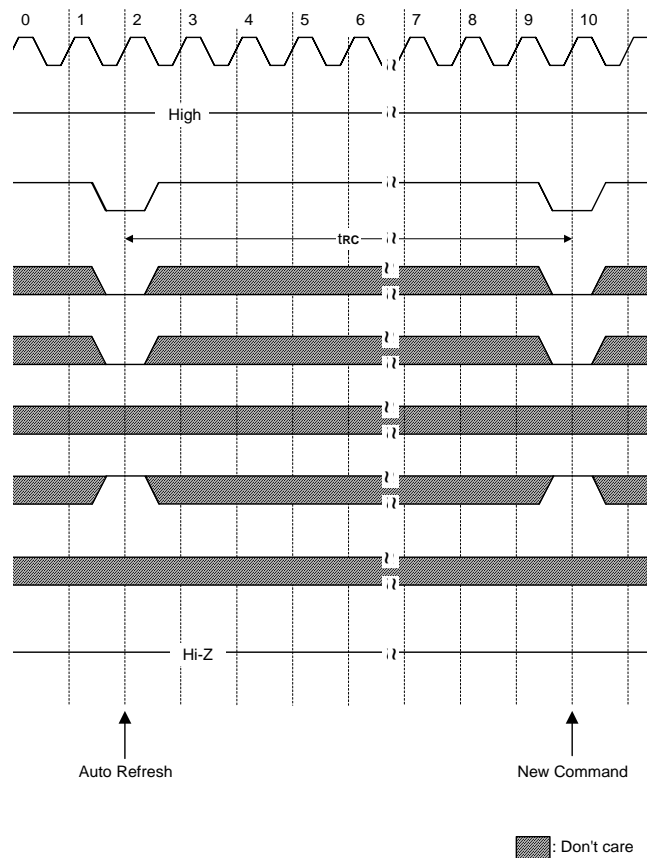 0 1 2 3 4 5 6 7 8 9 10
High
tRC
Hi-Z
Auto Refresh New Command
: Don't care